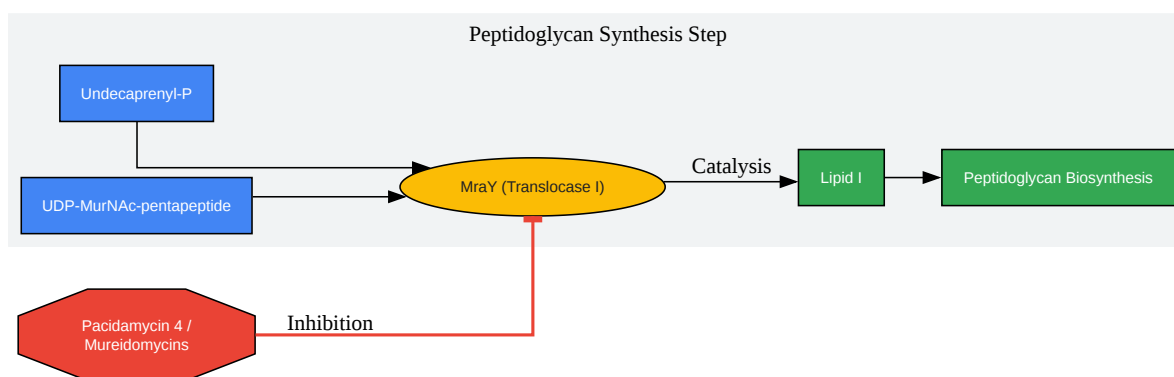 Peptidoglycan Synthesis Step
Undecaprenyl-P
UDP-MurNAc-pentapeptide
MraY (Translocase I)
Catalysis
Lipid I
Peptidoglycan Biosynthesis
Pacidamycin 4 /
Mureidomycins
Inhibition